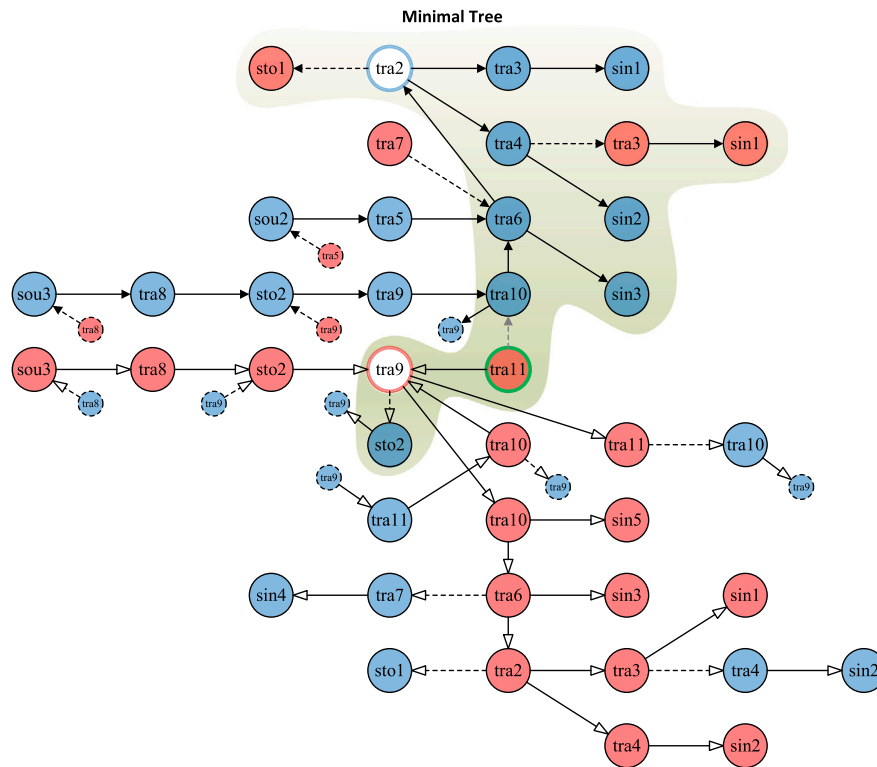 Minimal Tree
sto1 tra2 tra3 sin1
tra7 tra4 tra3 sin1
sou2 tra5 tra6 sin2
tra5
sou3 tra8 sto2 tra9 tra10 sin3
tra8 tra9 tra9
sou3 tra8 sto2 tra9 tra11
tra8 tra9 tra9
sto2 tra10 tra11 tra10
tra9 tra9 tra9
tra11 tra10 sin5
sin4 tra7 tra6 sin3 sin1
sto1 tra2 tra3 tra4 sin2
tra4 sin2